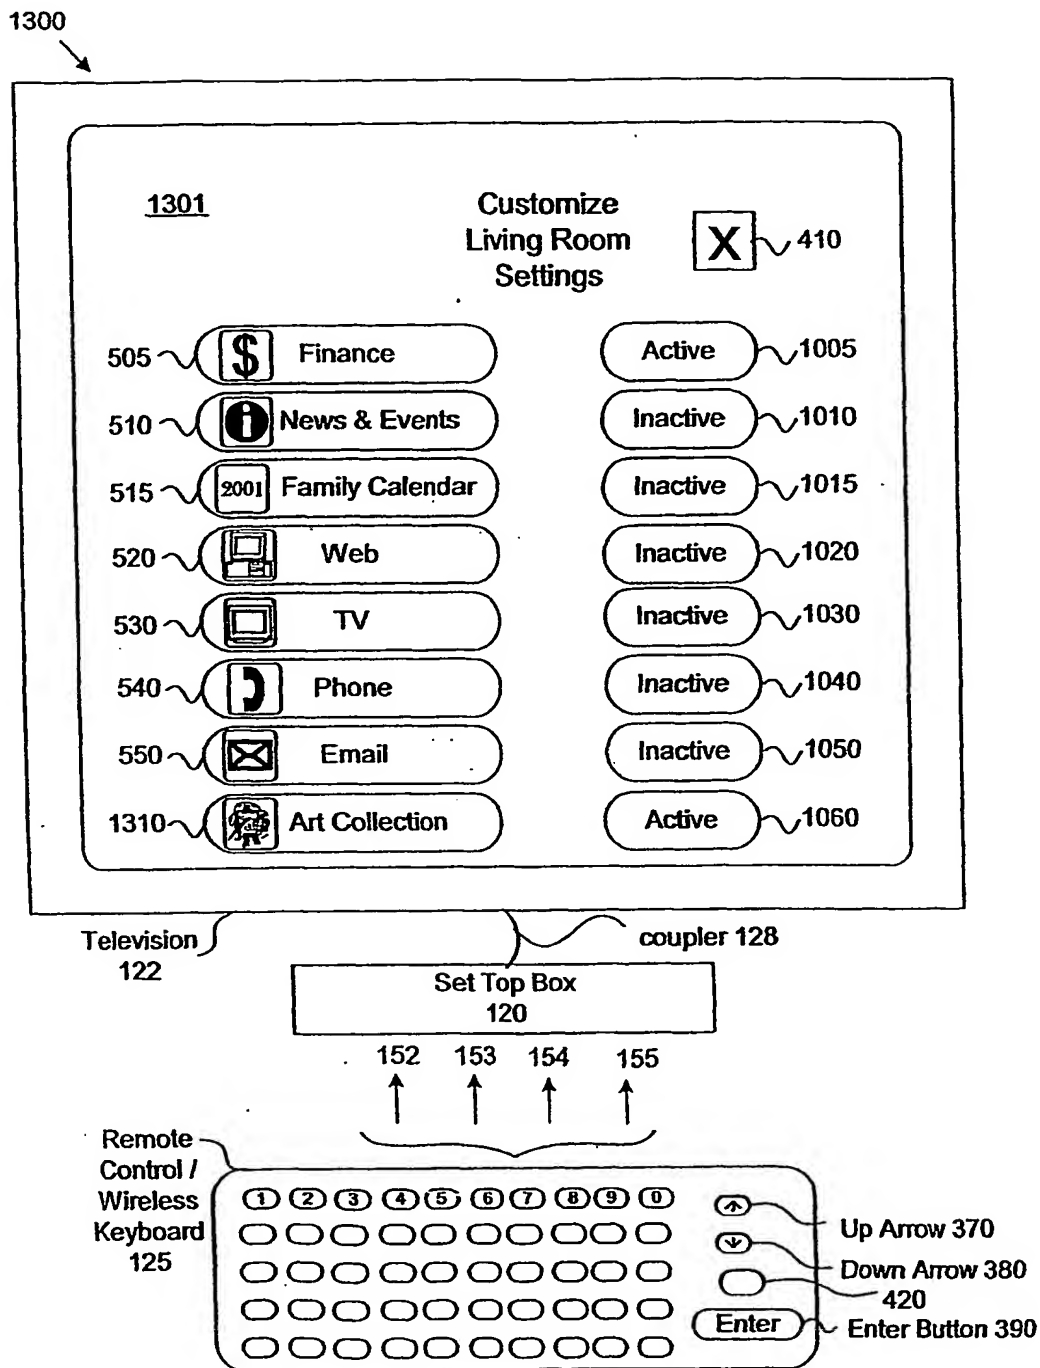 1300
1301
Customize
Living Room
Settings
X
410
505
$ Finance
Active
1005
510
i News & Events
Inactive
1010
515
2001 Family Calendar
Inactive
1015
520
Web
Inactive
1020
530
TV
Inactive
1030
540
Phone
Inactive
1040
550
Email
Inactive
1050
1310
Art Collection
Active
1060
Television
122
coupler 128
Set Top Box
120
152 153 154 155
Remote
Control /
Wireless
Keyboard
125
1 2 3 4 5 6 7 8 9 0
Up Arrow 370
Down Arrow 380
420
Enter
Enter Button 390